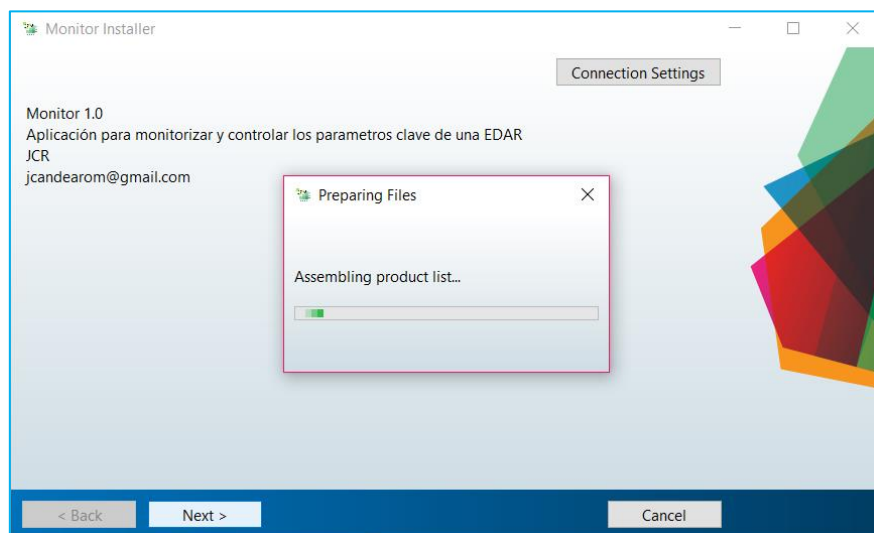 Monitor Installer
Connection Settings
Monitor 1.0
Aplicación para monitorizar y controlar los parametros clave de una EDAR
JCR
jcandearom@gmail.com
Preparing Files
Assembling product list...
< Back
Next >
Cancel